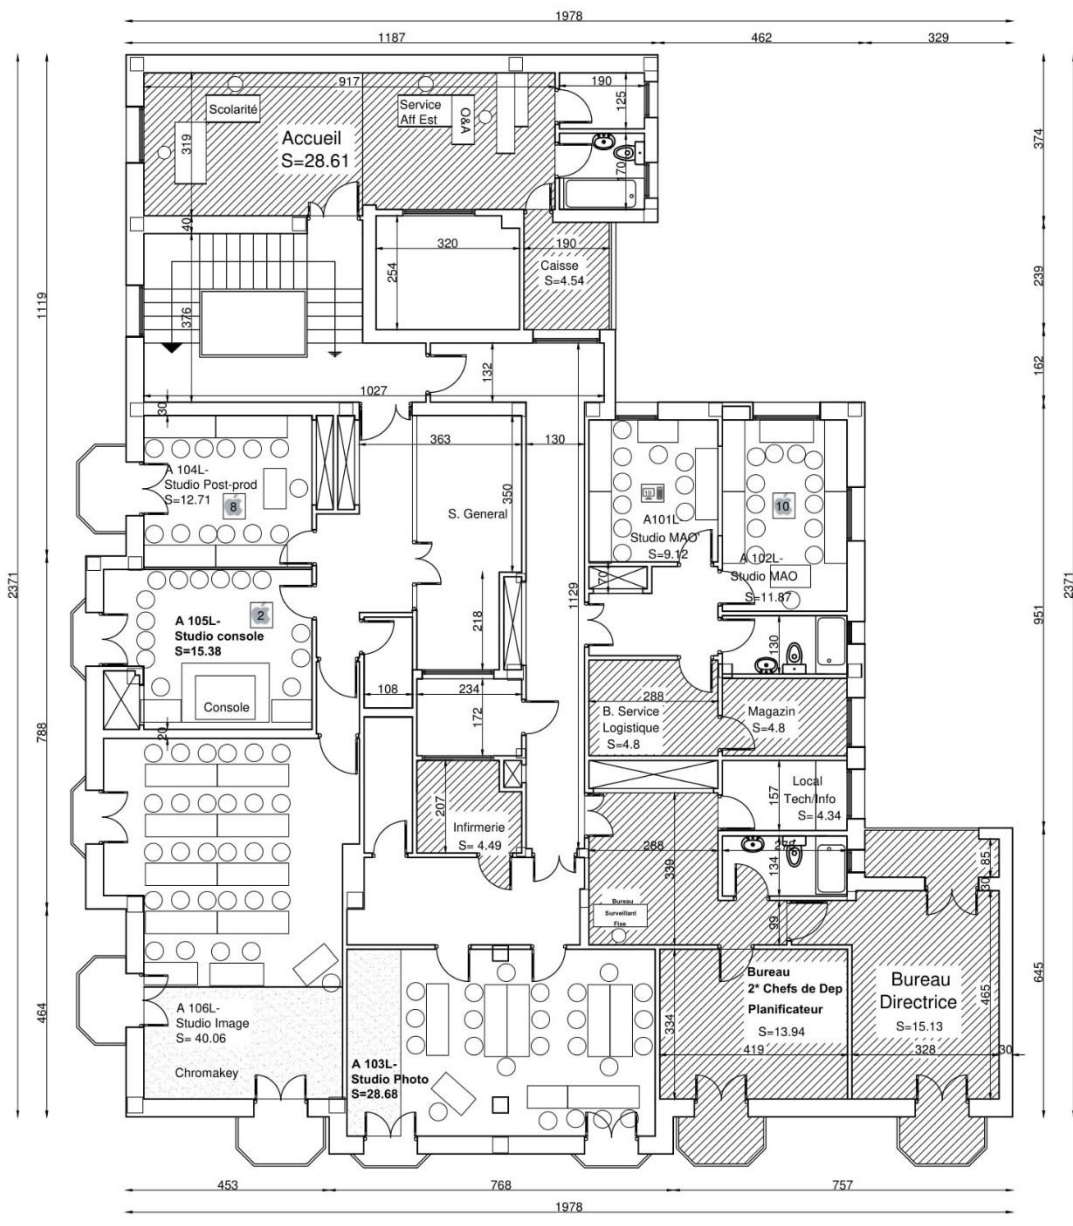 1978
1187
462
329
917
190
125
Scolarité
Service
Aff Est
O&A
319
Accueil
S=28.61
170
374
40
320
190
254
Caisse
S=4.54
239
376
1119
132
162
1027
30
363
130
A 104L-
Studio Post-prod
S=12.71
8
350
S. General
10
A101L-
Studio MAO
S=9.12
10
A 102L-
Studio MAO
S=11.87
70
1129
2371
2371
951
2
A 105L-
Studio console
S=15.38
218
130
Console
108
234
288
172
B. Service
Logistique
S=4.8
Magazin
S=4.8
788
20
207
157
Local
Tech/Info
S= 4.34
Infirmerie
S= 4.49
288
339
134
85
30
Bureau
Surveillant
Fixe
99
Bureau
2* Chefs de Dep
Planificateur
S=13.94
Bureau
Directrice
S=15.13
465
645
464
A 106L-
Studio Image
S= 40.06
Chromakey
334
419
328
30
A 103L-
Studio Photo
S=28.68
453
768
757
1978